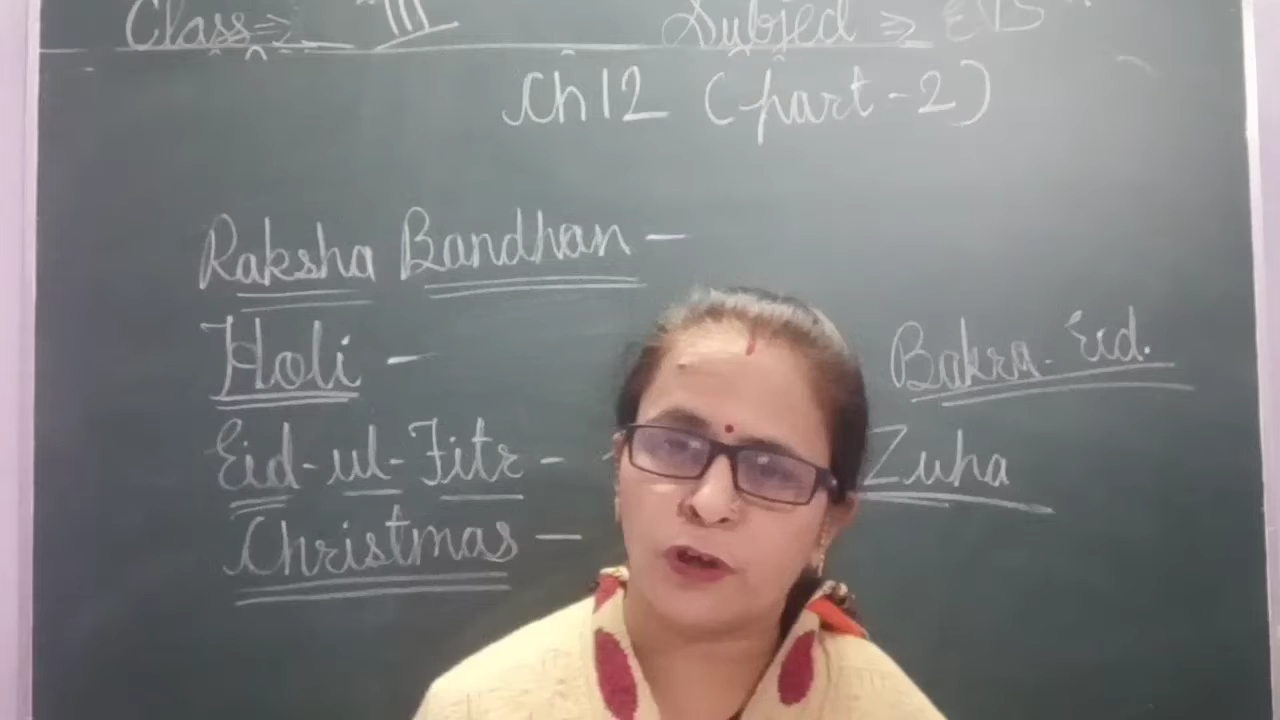 Class ⇒ III Subject ⇒ EVS
Ch 12 (part-2)
Raksha Bandhan -
Holi -
Bakra-Eid.
Eid-ul-Fitr - Zuha
Christmas -